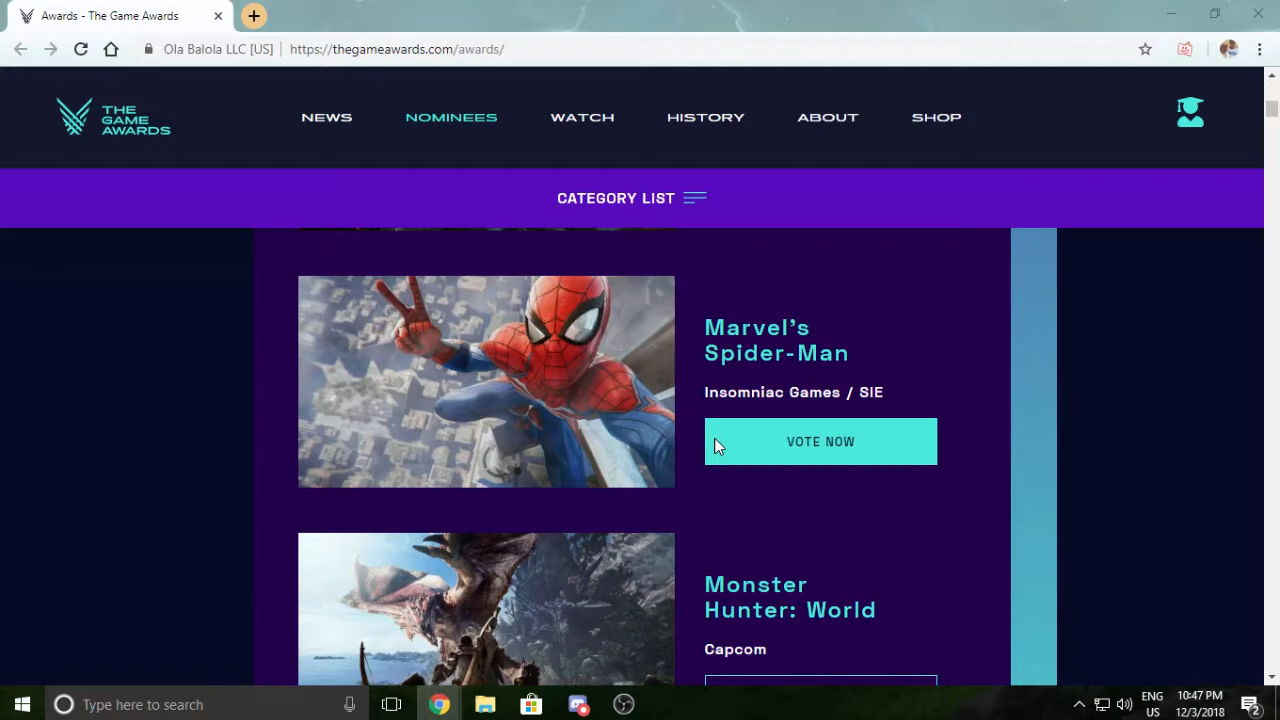 Awards - The Game Awards
Ola Balola LLC [US] https://thegameawards.com/awards/
THE
GAME
AWARDS
NEWS NOMINEES WATCH HISTORY ABOUT SHOP
CATEGORY LIST
Marvel's
Spider-Man
Insomniac Games / SIE
VOTE NOW
Monster
Hunter: World
Capcom
Type here to search
ENG
US
10:47 PM
12/3/2018
2